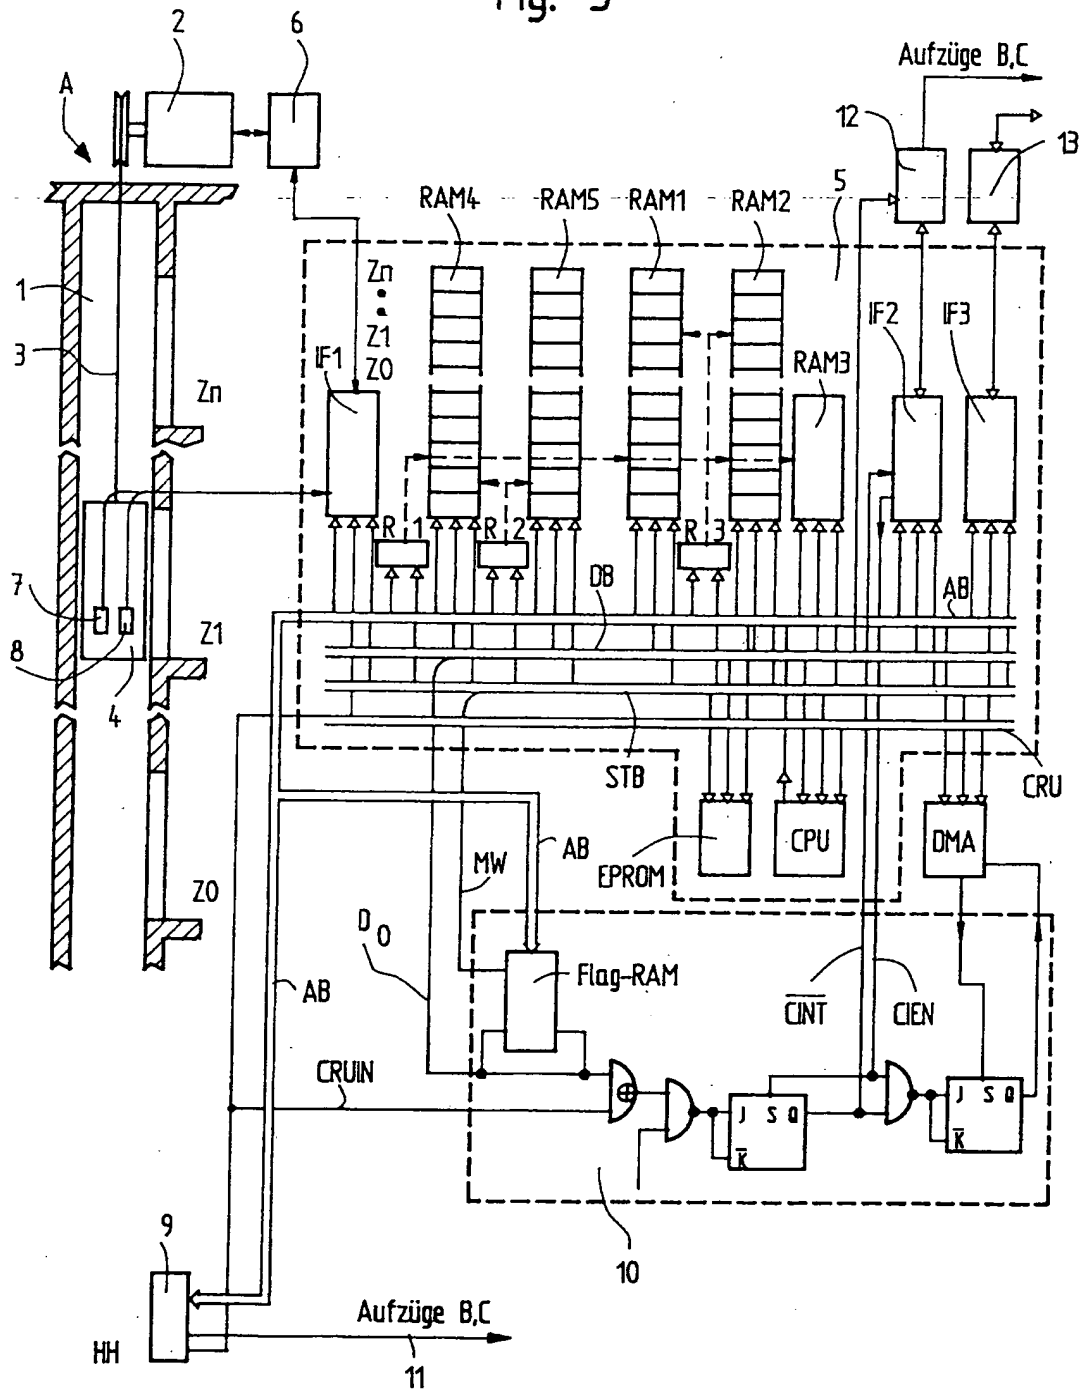 Fig. 3
2
6
Aufzüge B,C
A
12
13
RAM4
RAM5
RAM1
RAM2
5
1
Zn
Z1
Z0
IF1
IF2
IF3
RAM3
3
Zn
R 1
R 2
R 3
7
DB
AB
8
Z1
4
STB
CRU
EPROM
CPU
DMA
AB
MW
Z0
D0
Flag-RAM
AB
CINT
CIEN
CRUIN
J S Q
K
J S Q
K
10
9
Aufzüge B,C
HH
11